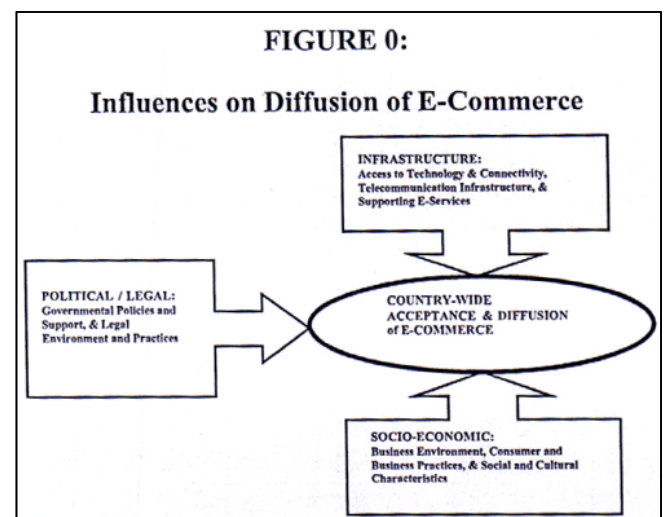 FIGURE 0:
Influences on Diffusion of E-Commerce
INFRASTRUCTURE:
Access to Technology & Connectivity,
Telecommunication Infrastructure, &
Supporting E-Services
POLITICAL / LEGAL:
Governmental Policies and
Support, & Legal
Environment and Practices
COUNTRY-WIDE
ACCEPTANCE & DIFFUSION
of E-COMMERCE
SOCIO-ECONOMIC:
Business Environment, Consumer and
Business Practices, & Social and Cultural
Characteristics